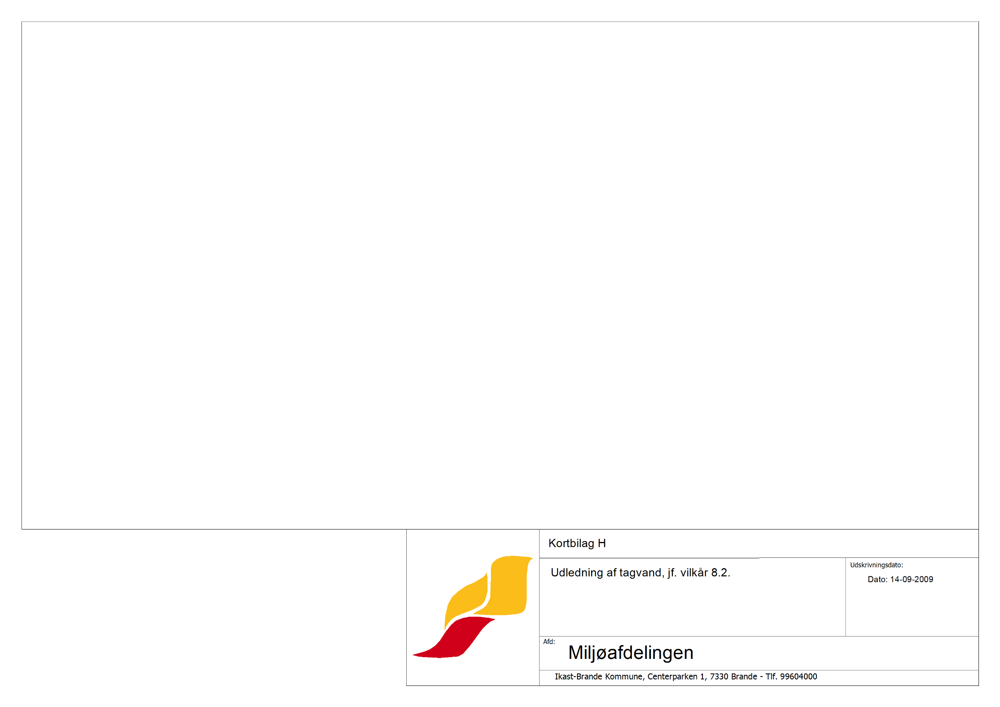 Kortbilag H
Udledning af tagvand, jf. vilkår 8.2.
Udskrivningsdato:
Dato: 14-09-2009
Afd:
Miljøafdelingen
Ikast-Brande Kommune, Centerparken 1, 7330 Brande - Tlf. 99604000